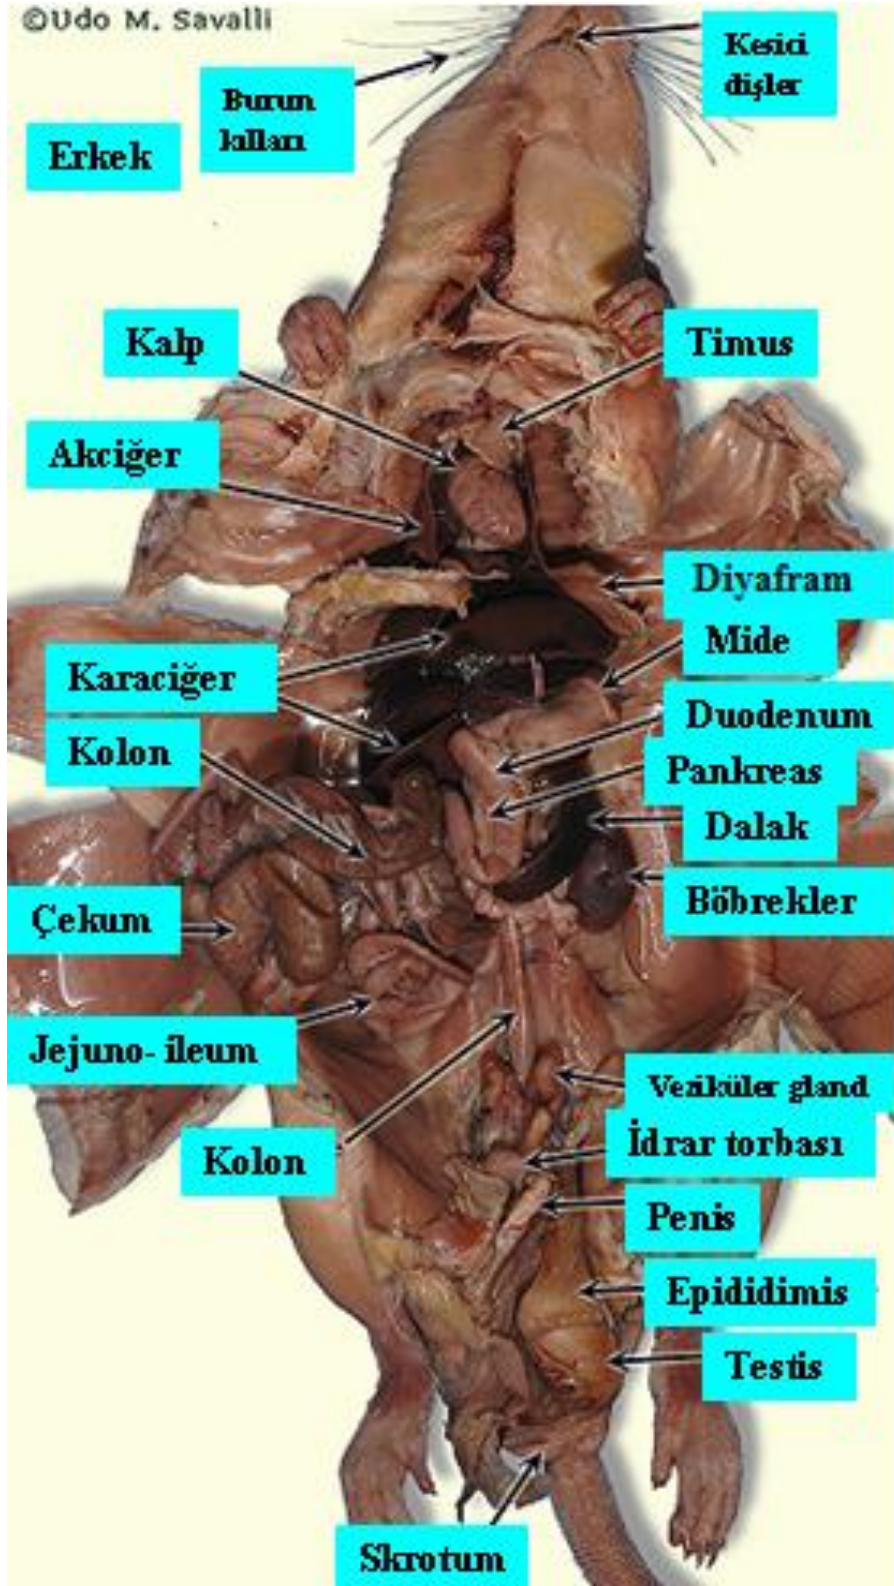 ©Udo M. Savalli
Kesici
dişler
Burun
kılları
Erkek
Kalp
Timus
Akciğer
Diyafram
Mide
Karaciğer
Duodenum
Kolon
Pankreas
Dalak
Böbrekler
Çekum
Jejuno- ileum
Veziküler gland
İdrar torbası
Kolon
Penis
Epididimis
Testis
Skrotum